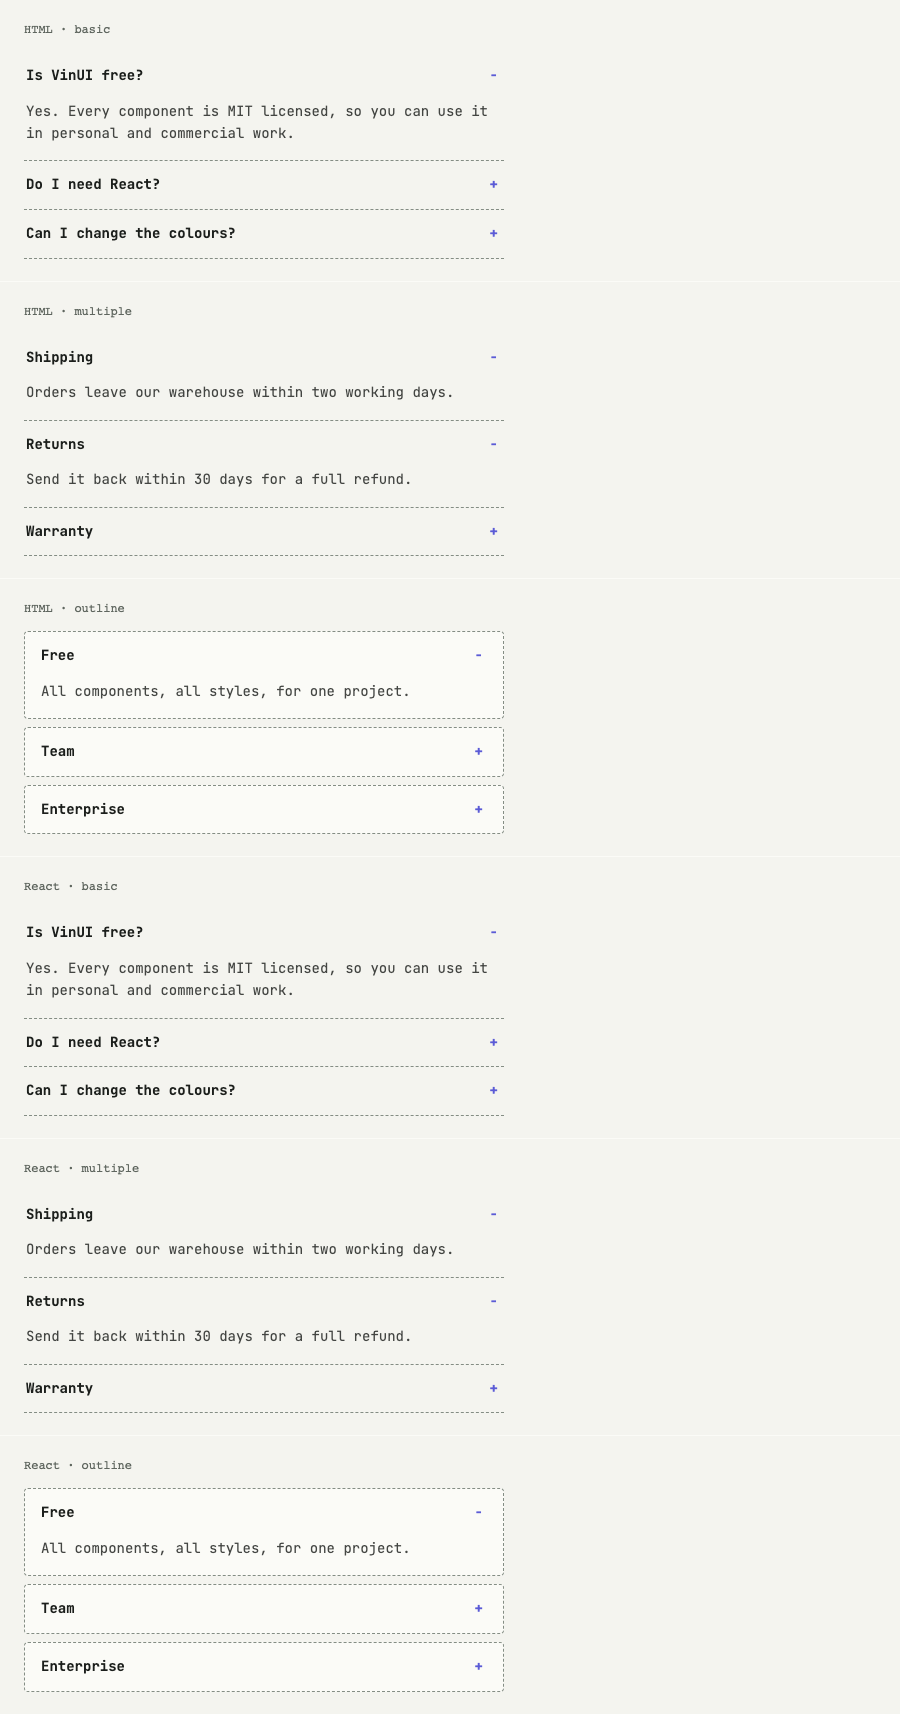 HTML · basic
Is VinUI free? -
Yes. Every component is MIT licensed, so you can use it
in personal and commercial work.
Do I need React? +
Can I change the colours? +
HTML · multiple
Shipping -
Orders leave our warehouse within two working days.
Returns -
Send it back within 30 days for a full refund.
Warranty +
HTML · outline
Free -
All components, all styles, for one project.
Team +
Enterprise +
React · basic
Is VinUI free? -
Yes. Every component is MIT licensed, so you can use it
in personal and commercial work.
Do I need React? +
Can I change the colours? +
React · multiple
Shipping -
Orders leave our warehouse within two working days.
Returns -
Send it back within 30 days for a full refund.
Warranty +
React · outline
Free -
All components, all styles, for one project.
Team +
Enterprise +